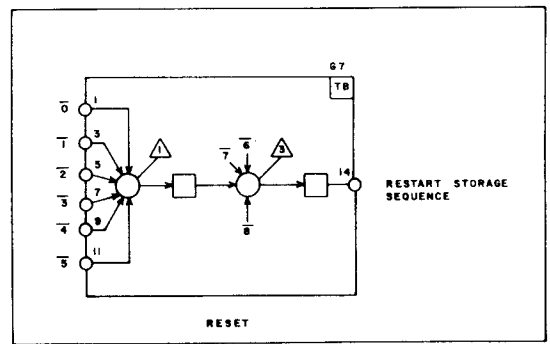 G7
TB
0̅ 1
1̅ 3
2̅ 5
3̅ 7
4̅ 9
5̅ 11
1
7̅ 6̅
8̅
3
14
RESTART STORAGE
SEQUENCE
RESET